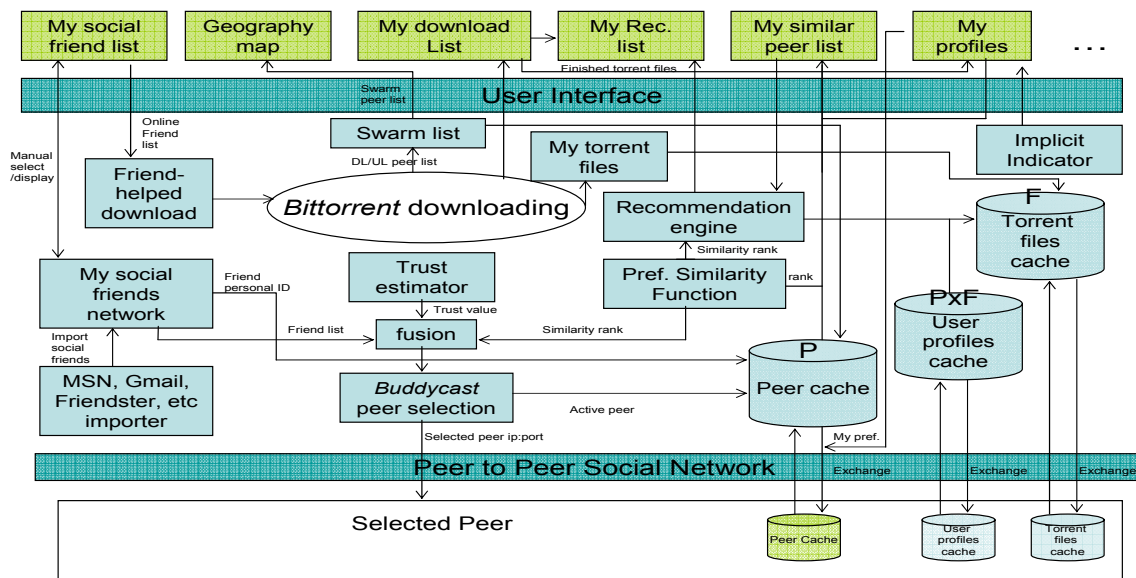 My social
friend list
Geography
map
My download
List
My Rec.
list
My similar
peer list
My
profiles
...
Finished torrent files
Swarm
peer list
User Interface
Online
Friend
list
Swarm list
DL/UL peer list
My torrent
files
Implicit
Indicator
Manual
select
/display
Friend-
helped
download
Bittorrent downloading
Recommendation
engine
F
Torrent
files
cache
Similarity rank
My social
friends
network
Friend
personal ID
Trust
estimator
Pref. Similarity
Function
rank
Trust value
PxF
User
profiles
cache
Friend list
fusion
Similarity rank
Import
social
friends
P
Peer cache
MSN, Gmail,
Friendster, etc
importer
Buddycast
peer selection
Active peer
Selected peer ip:port
My pref.
Peer to Peer Social Network
Exchange
Exchange
Exchange
Selected Peer
Peer Cache
User
profiles
cache
Torrent
files
cache